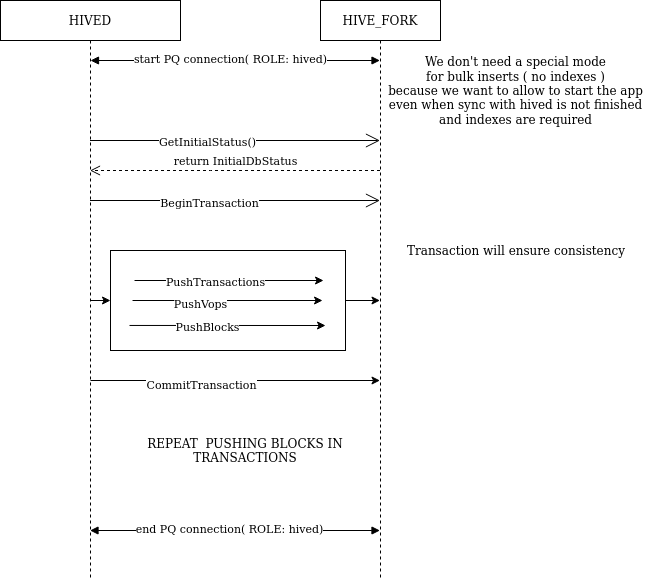 HIVED
HIVE_FORK
start PQ connection( ROLE: hived)
We don't need a special mode
for bulk inserts ( no indexes )
because we want to allow to start the app
even when sync with hived is not finished
and indexes are required
GetInitialStatus()
return InitialDbStatus
BeginTransaction
Transaction will ensure consistency
PushTransactions
PushVops
PushBlocks
CommitTransaction
REPEAT PUSHING BLOCKS IN
TRANSACTIONS
end PQ connection( ROLE: hived)